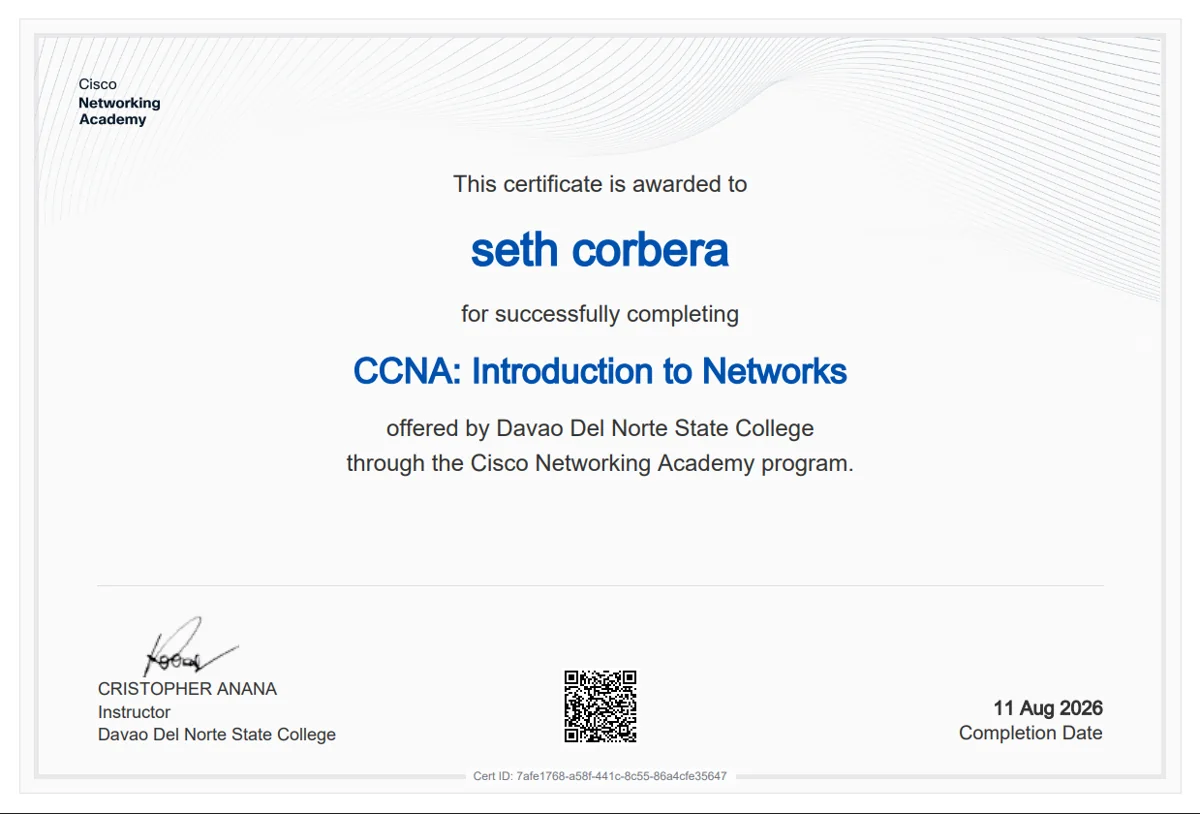 Cisco
Networking
Academy
This certificate is awarded to
seth corbera
for successfully completing
CCNA: Introduction to Networks
offered by Davao Del Norte State College
through the Cisco Networking Academy program.
CRISTOPHER ANANA
Instructor
Davao Del Norte State College
11 Aug 2026
Completion Date
Cert ID: 7afe1768-a58f-441c-8c55-86a4cfe35647